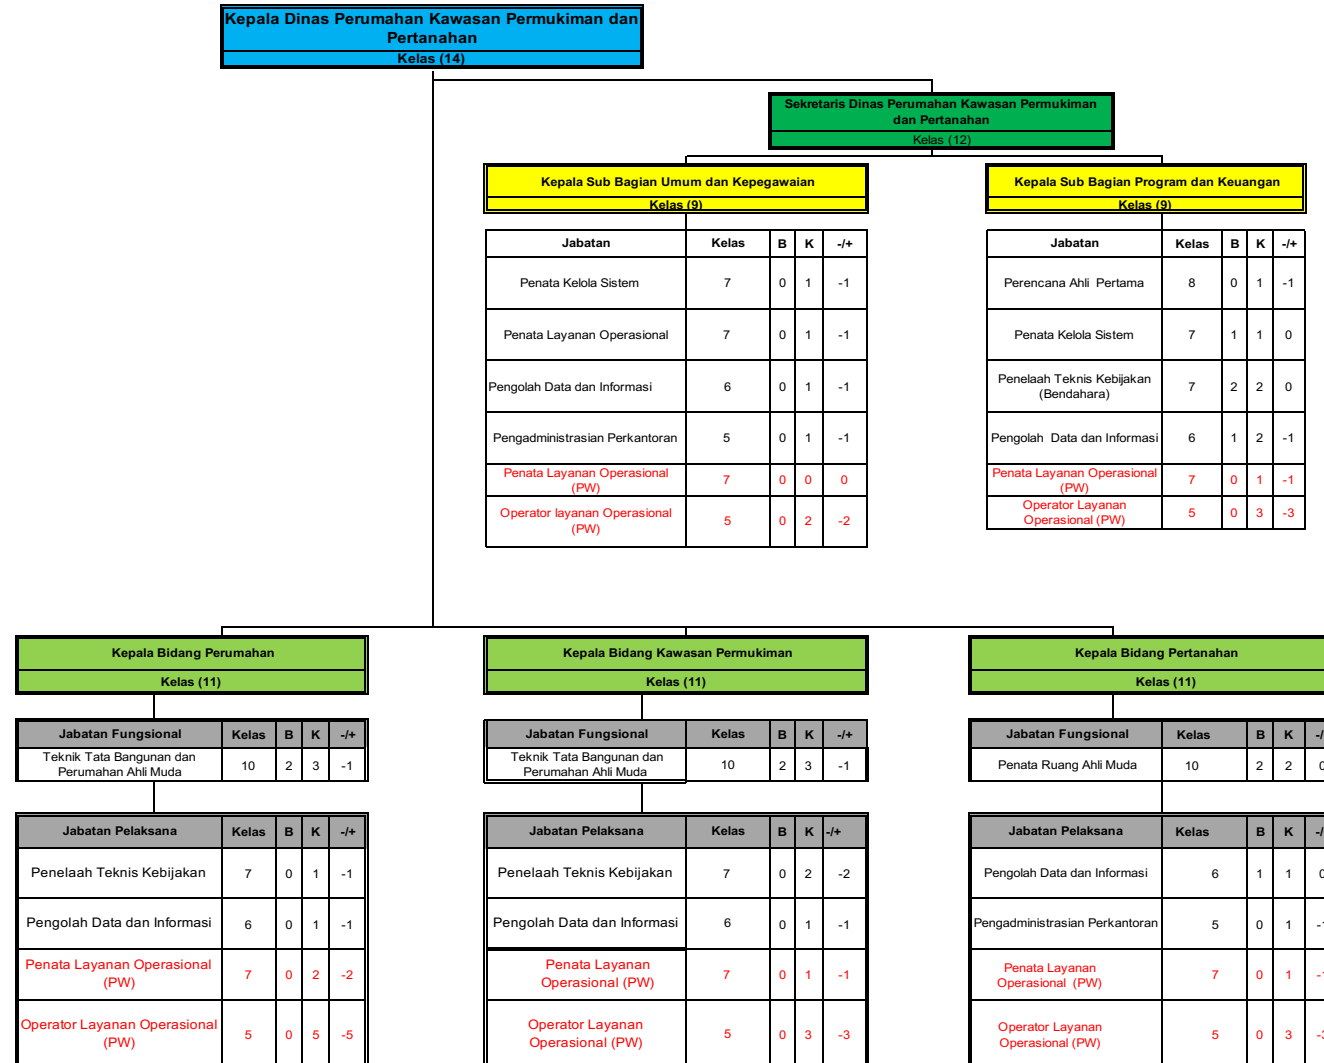 Kepala Dinas Perumahan Kawasan Permukiman dan
Pertanahan
Kelas (14)
Sekretaris Dinas Perumahan Kawasan Permukiman
dan Pertanahan
Kelas (12)
Kepala Sub Bagian Umum dan Kepegawaian
Kelas (9)
Jabatan Kelas B K -/+
Penata Kelola Sistem 7 0 1 -1
Penata Layanan Operasional 7 0 1 -1
Pengolah Data dan Informasi 6 0 1 -1
Pengadministrasian Perkantoran 5 0 1 -1
Penata Layanan Operasional
(PW) 7 0 0 0
Operator layanan Operasional
(PW) 5 0 2 -2
Kepala Sub Bagian Program dan Keuangan
Kelas (9)
Jabatan Kelas B K -/+
Perencana Ahli Pertama 8 0 1 -1
Penata Kelola Sistem 7 1 1 0
Penelaah Teknis Kebijakan
(Bendahara) 7 2 2 0
Pengolah Data dan Informasi 6 1 2 -1
Penata Layanan Operasional
(PW) 7 0 1 -1
Operator Layanan
Operasional (PW) 5 0 3 -3
Kepala Bidang Perumahan
Kelas (11)
Jabatan Fungsional Kelas B K -/+
Teknik Tata Bangunan dan
Perumahan Ahli Muda 10 2 3 -1
Jabatan Pelaksana Kelas B K -/+
Penelaah Teknis Kebijakan 7 0 1 -1
Pengolah Data dan Informasi 6 0 1 -1
Penata Layanan Operasional
(PW) 7 0 2 -2
Operator Layanan Operasional
(PW) 5 0 5 -5
Kepala Bidang Kawasan Permukiman
Kelas (11)
Jabatan Fungsional Kelas B K -/+
Teknik Tata Bangunan dan
Perumahan Ahli Muda 10 2 3 -1
Jabatan Pelaksana Kelas B K -/+
Penelaah Teknis Kebijakan 7 0 2 -2
Pengolah Data dan Informasi 6 0 1 -1
Penata Layanan
Operasional (PW) 7 0 1 -1
Operator Layanan
Operasional (PW) 5 0 3 -3
Kepala Bidang Pertanahan
Kelas (11)
Jabatan Fungsional Kelas B K
Penata Ruang Ahli Muda 10 2 2
Jabatan Pelaksana Kelas B K
Pengolah Data dan Informasi 6 1 1
Pengadministrasian Perkantoran 5 0 1
Penata Layanan
Operasional (PW) 7 0 1
Operator Layanan
Operasional (PW) 5 0 3